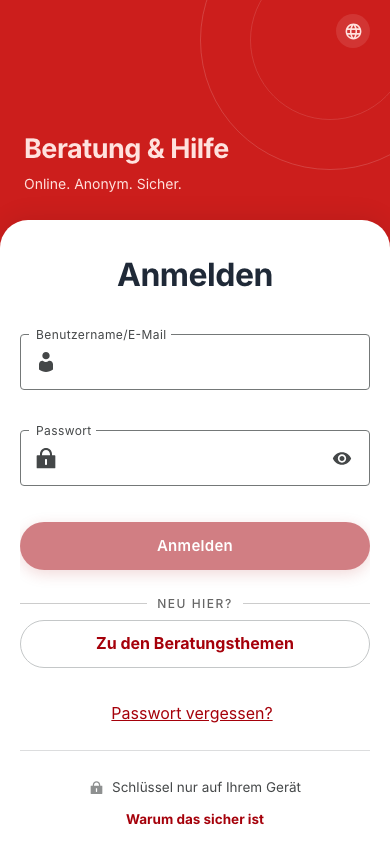 Beratung & Hilfe
Online. Anonym. Sicher.
Anmelden
Benutzername/E-Mail
Passwort
Anmelden
NEU HIER?
Zu den Beratungsthemen
Passwort vergessen?
Schlüssel nur auf Ihrem Gerät
Warum das sicher ist